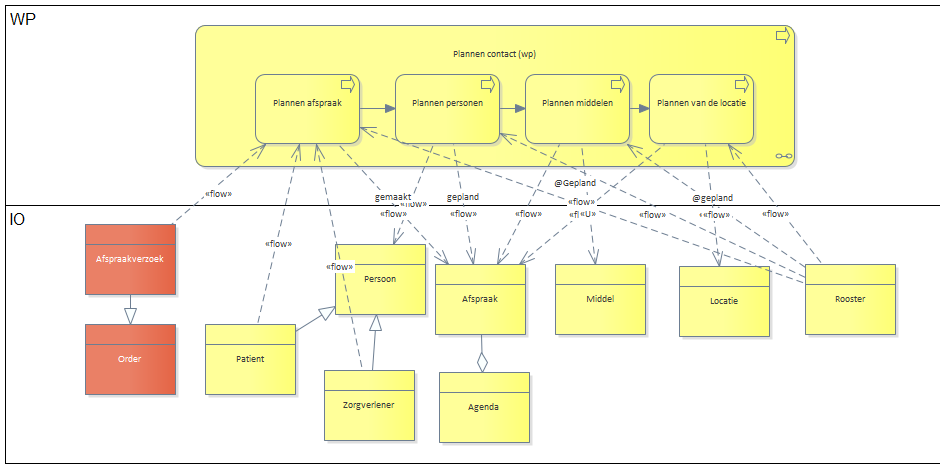 WP
Plannen contact (wp)
Plannen afspraak
Plannen personen
Plannen middelen
Plannen van de locatie
@Gepland
«flow»
gemaakt
gepland
@gepland
«flow»
IO
«flow»
«flow»
«flow»
«flow»
«flow»
«flow»
«flow»
«flow»
«flow»
Afspraakverzoek
Persoon
Afspraak
Middel
Locatie
Rooster
Order
Patient
Zorgverlener
Agenda